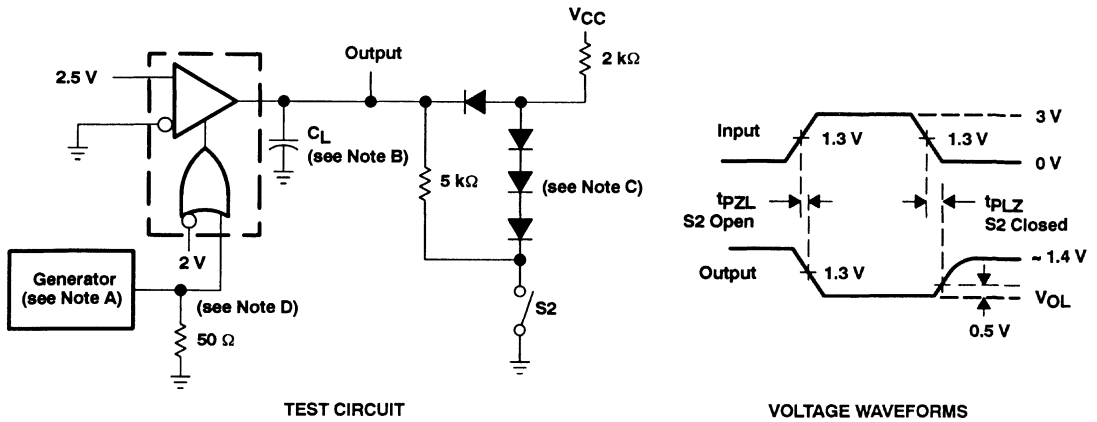 VCC
2 kΩ
Output
2.5 V
CL
(see Note B)
5 kΩ
(see Note C)
2 V
Generator
(see Note A)
(see Note D)
50 Ω
S2
TEST CIRCUIT
Input
1.3 V
1.3 V
3 V
0 V
tPZL
S2 Open
tPLZ
S2 Closed
Output
1.3 V
~ 1.4 V
VOL
0.5 V
VOLTAGE WAVEFORMS